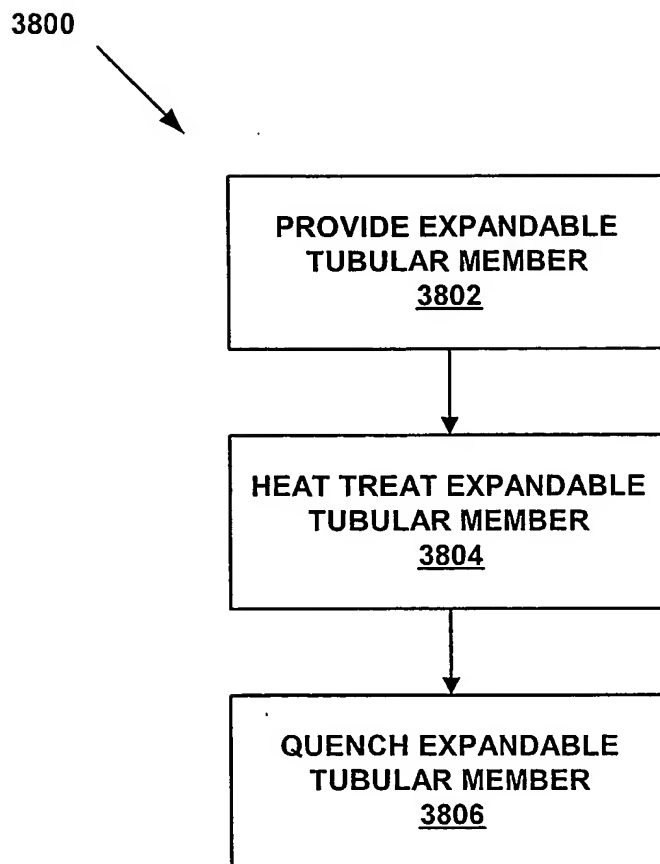 3800
PROVIDE EXPANDABLE
TUBULAR MEMBER
3802
HEAT TREAT EXPANDABLE
TUBULAR MEMBER
3804
QUENCH EXPANDABLE
TUBULAR MEMBER
3806